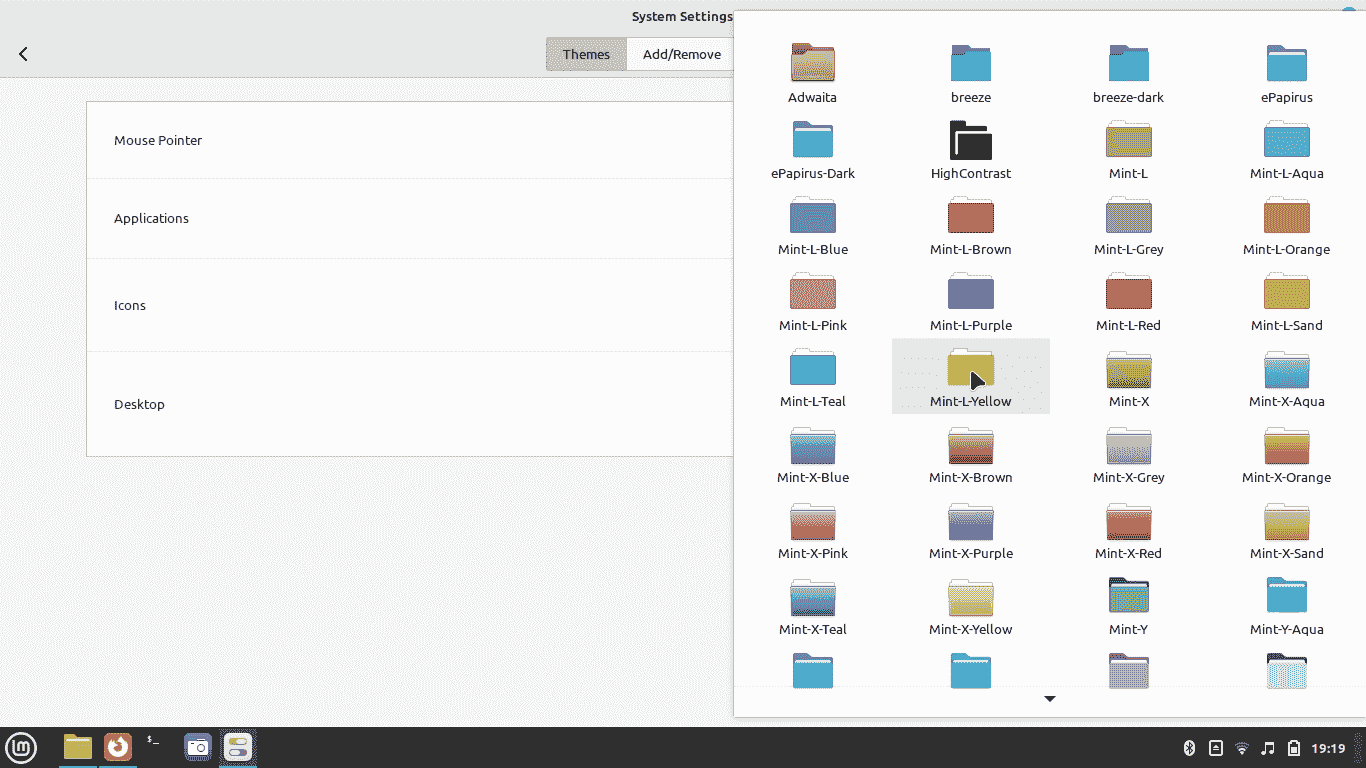 System Settings
Themes
Add/Remove
Mouse Pointer
Applications
Icons
Desktop
Adwaita
breeze
breeze-dark
ePapirus
ePapirus-Dark
HighContrast
Mint-L
Mint-L-Aqua
Mint-L-Blue
Mint-L-Brown
Mint-L-Grey
Mint-L-Orange
Mint-L-Pink
Mint-L-Purple
Mint-L-Red
Mint-L-Sand
Mint-L-Teal
Mint-L-Yellow
Mint-X
Mint-X-Aqua
Mint-X-Blue
Mint-X-Brown
Mint-X-Grey
Mint-X-Orange
Mint-X-Pink
Mint-X-Purple
Mint-X-Red
Mint-X-Sand
Mint-X-Teal
Mint-X-Yellow
Mint-Y
Mint-Y-Aqua
$_
19:19